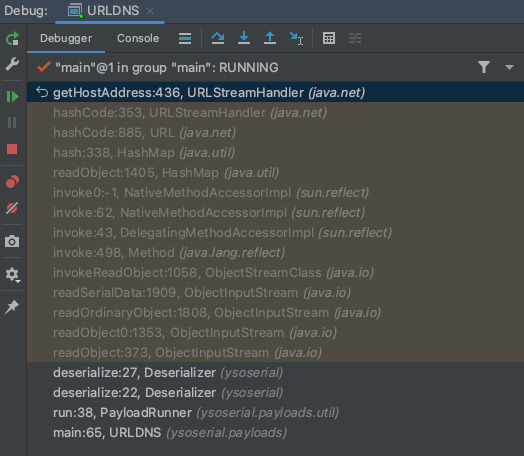 Debug: URLDNS
Debugger Console
"main"@1 in group "main": RUNNING
getHostAddress:436, URLStreamHandler (java.net)
hashCode:353, URLStreamHandler (java.net)
hashCode:885, URL (java.net)
hash:338, HashMap (java.util)
readObject:1405, HashMap (java.util)
invoke0:-1, NativeMethodAccessorImpl (sun.reflect)
invoke:62, NativeMethodAccessorImpl (sun.reflect)
invoke:43, DelegatingMethodAccessorImpl (sun.reflect)
invoke:498, Method (java.lang.reflect)
invokeReadObject:1058, ObjectStreamClass (java.io)
readSerialData:1909, ObjectInputStream (java.io)
readOrdinaryObject:1808, ObjectInputStream (java.io)
readObject0:1353, ObjectInputStream (java.io)
readObject:373, ObjectInputStream (java.io)
deserialize:27, Deserializer (ysoserial)
deserialize:22, Deserializer (ysoserial)
run:38, PayloadRunner (ysoserial.payloads.util)
main:65, URLDNS (ysoserial.payloads)